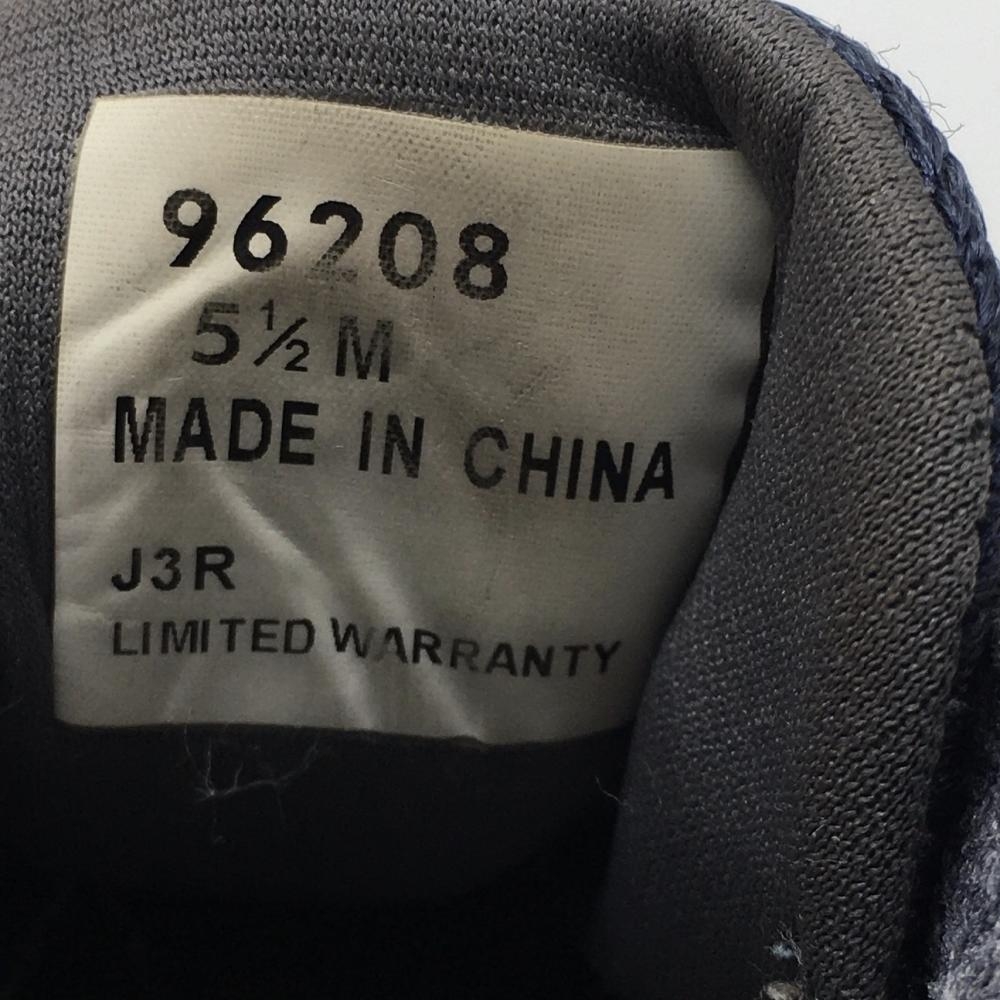 96208
5½ M
MADE IN CHINA
J3R
LIMITED WARRANTY